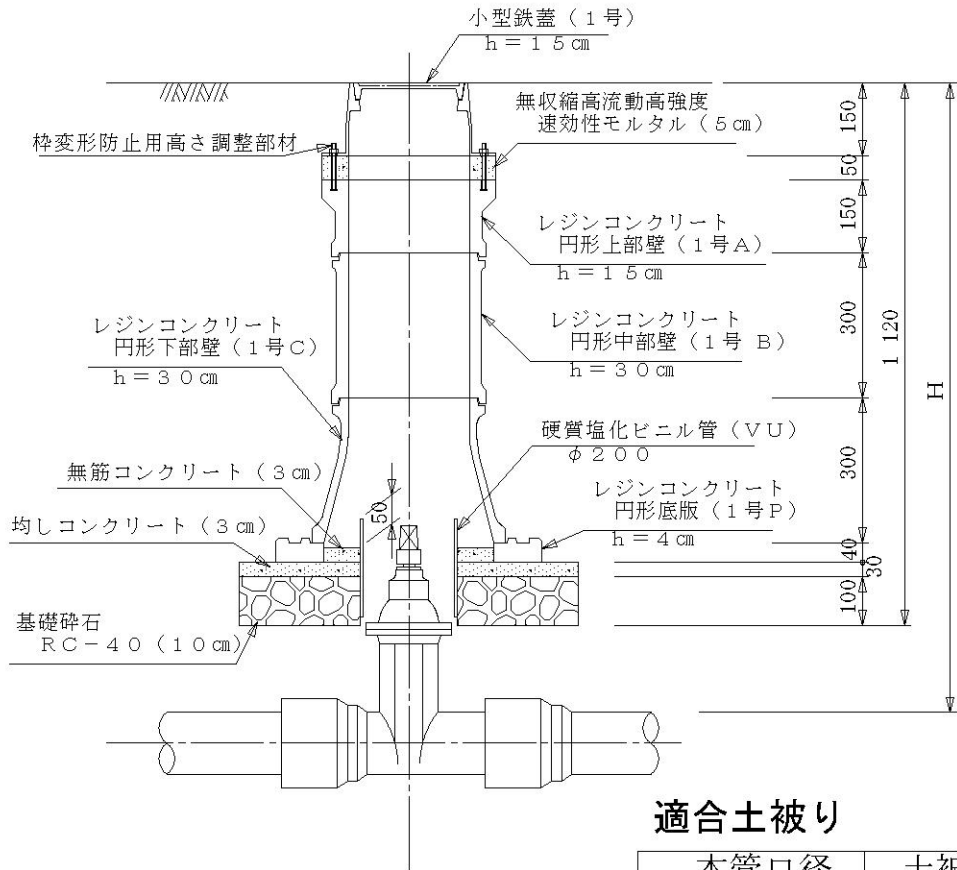 小型鉄蓋（１号）
ｈ＝１５㎝
無収縮高流動高強度
速効性モルタル（５㎝）
枠変形防止用高さ調整部材
レジンコンクリート
円形上部壁（１号Ａ）
ｈ＝１５㎝
レジンコンクリート
円形下部壁（１号Ｃ）
ｈ＝３０㎝
レジンコンクリート
円形中部壁（１号 Ｂ）
ｈ＝３０㎝
硬質塩化ビニル管（ＶＵ）
φ２００
無筋コンクリート（３㎝）
レジンコンクリート
円形底版（１号Ｐ）
ｈ＝４㎝
均しコンクリート（３㎝）
基礎砕石
ＲＣ－４０（１０㎝）
50
150
50
150
300
300
40
30
100
1 120
H
適合土被り
本管口径